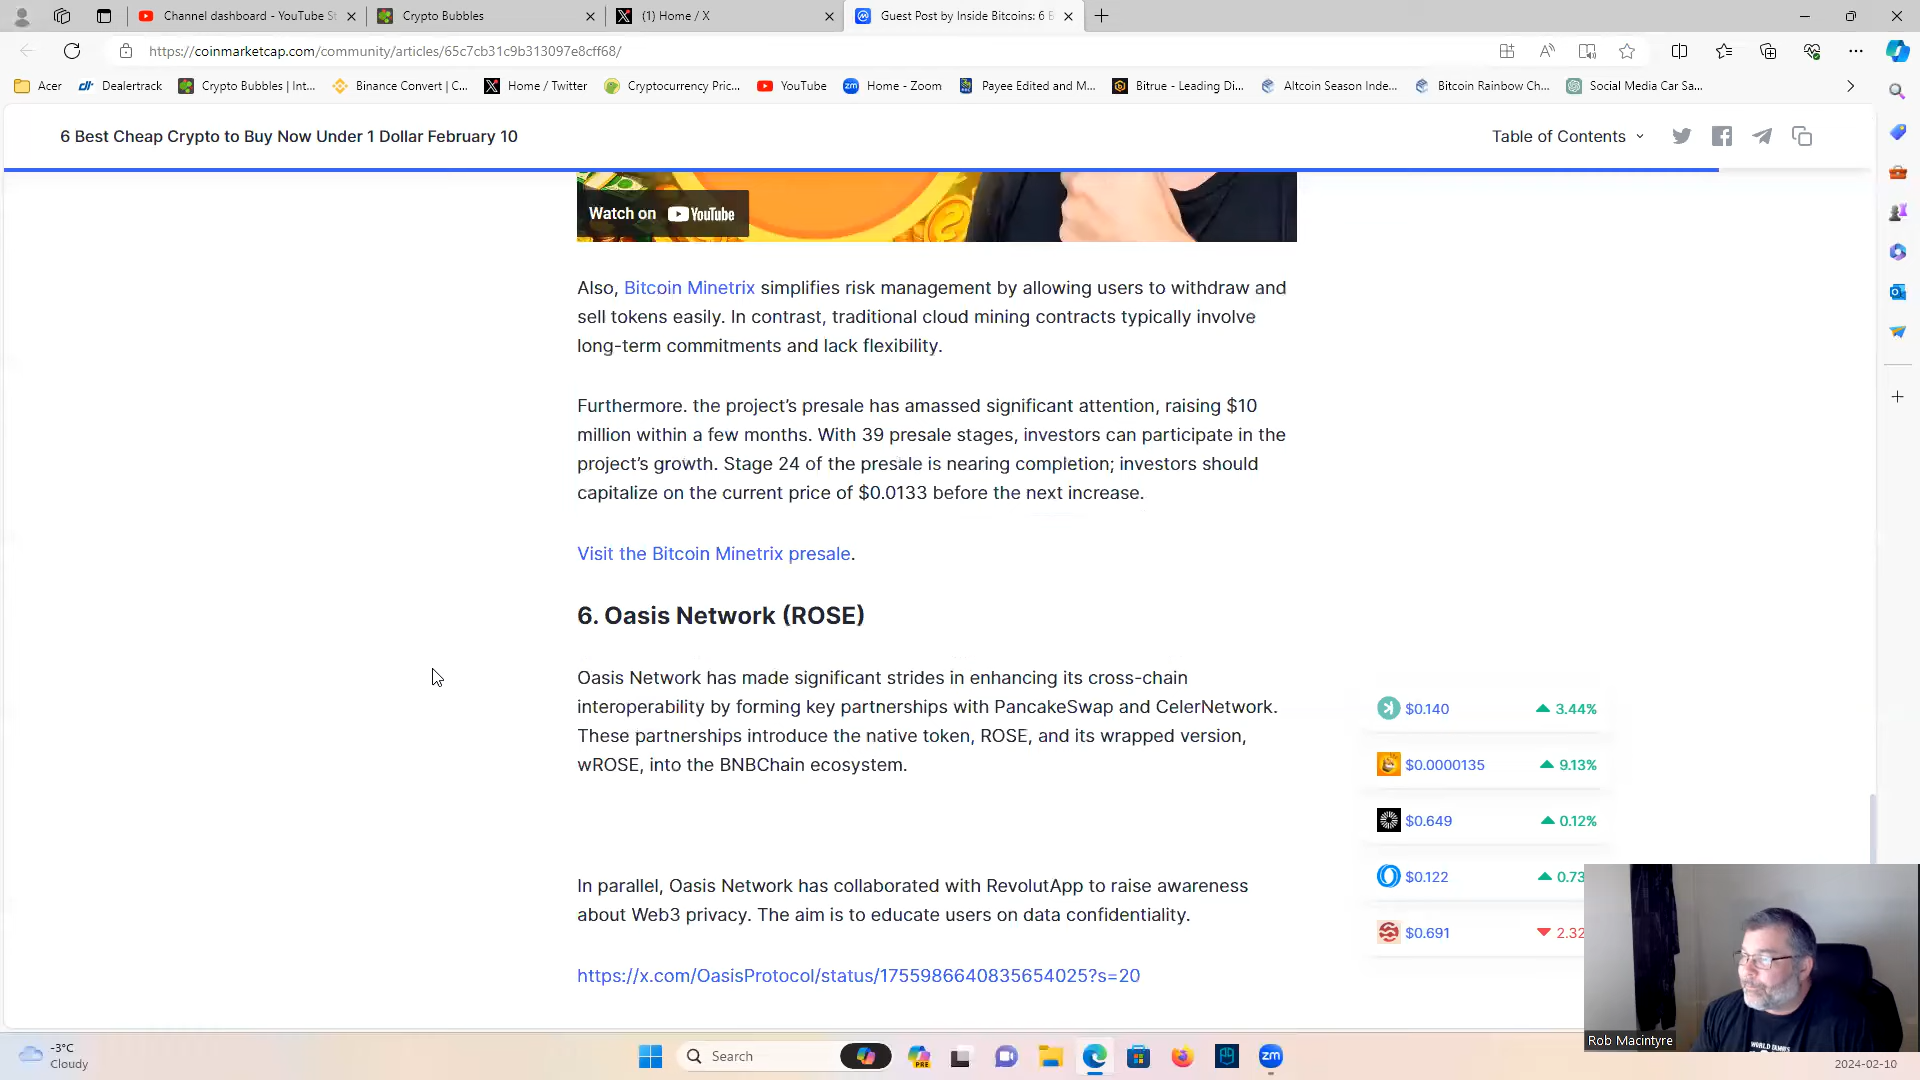 Channel dashboard - YouTube St
Crypto Bubbles
(1) Home / X
Guest Post by Inside Bitcoins: 6 B
https://coinmarketcap.com/community/articles/65c7cb31c9b313097e8cff68/
Acer
Dealertrack
Crypto Bubbles | Int...
Binance Convert | C...
Home / Twitter
Cryptocurrency Pric...
YouTube
Home - Zoom
Payee Edited and M...
Bitrue - Leading Di...
Altcoin Season Inde...
Bitcoin Rainbow Ch...
Social Media Car Sa...
6 Best Cheap Crypto to Buy Now Under 1 Dollar February 10
Table of Contents
Watch on YouTube
Also, Bitcoin Minetrix simplifies risk management by allowing users to withdraw and
sell tokens easily. In contrast, traditional cloud mining contracts typically involve
long-term commitments and lack flexibility.
Furthermore. the project’s presale has amassed significant attention, raising $10
million within a few months. With 39 presale stages, investors can participate in the
project’s growth. Stage 24 of the presale is nearing completion; investors should
capitalize on the current price of $0.0133 before the next increase.
Visit the Bitcoin Minetrix presale.
6. Oasis Network (ROSE)
Oasis Network has made significant strides in enhancing its cross-chain
interoperability by forming key partnerships with PancakeSwap and CelerNetwork.
These partnerships introduce the native token, ROSE, and its wrapped version,
wROSE, into the BNBChain ecosystem.
In parallel, Oasis Network has collaborated with RevolutApp to raise awareness
about Web3 privacy. The aim is to educate users on data confidentiality.
https://x.com/OasisProtocol/status/1755986640835654025?s=20
$0.140 3.44%
$0.0000135 9.13%
$0.649 0.12%
$0.122 0.73
$0.691 2.32
Rob Macintyre
-3°C
Cloudy
Search
PRE
zm
2024-02-10